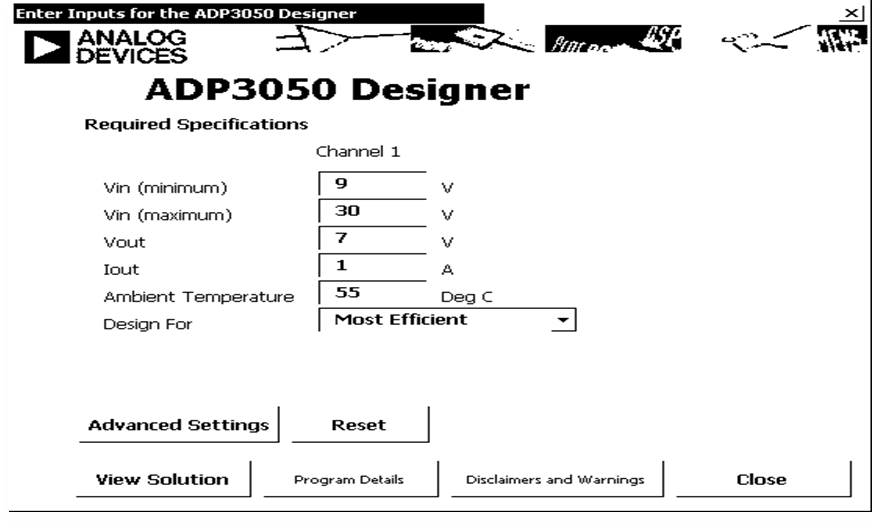 Enter Inputs for the ADP3050 Designer
ANALOG
DEVICES
ADP3050 Designer
Required Specifications
Channel 1
Vin (minimum) 9 V
Vin (maximum) 30 V
Vout 7 V
Iout 1 A
Ambient Temperature 55 Deg C
Design For Most Efficient
Advanced Settings Reset
View Solution Program Details Disclaimers and Warnings Close